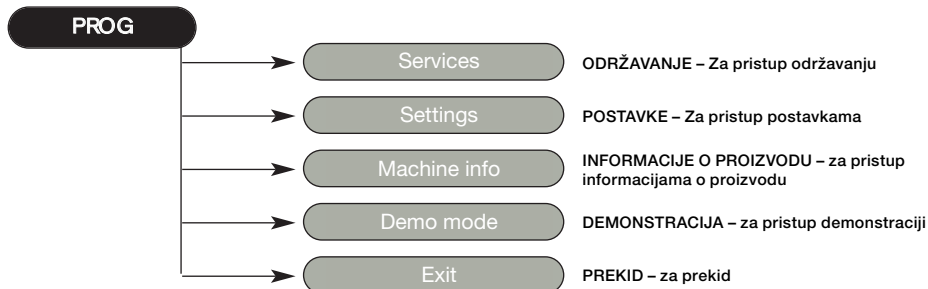 PROG
Services
ODRŽAVANJE – Za pristup održavanju
Settings
POSTAVKE – Za pristup postavkama
Machine info
INFORMACIJE O PROIZVODU – za pristup
informacijama o proizvodu
Demo mode
DEMONSTRACIJA – za pristup demonstraciji
Exit
PREKID – za prekid